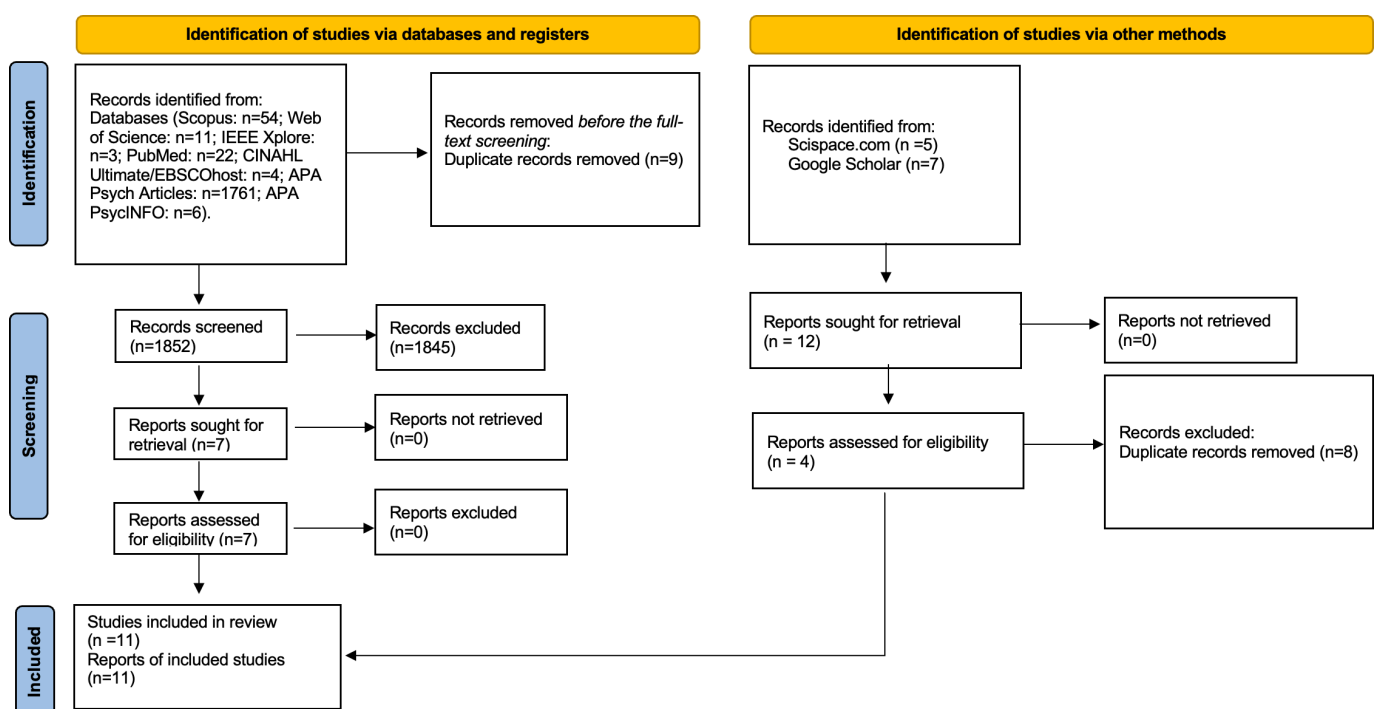 Identification of studies via databases and registers
Identification of studies via other methods
Identification
Records identified from:
Databases (Scopus: n=54; Web
of Science: n=11; IEEE Xplore:
n=3; PubMed: n=22; CINAHL
Ultimate/EBSCOhost: n=4; APA
Psych Articles: n=1761; APA
PsycINFO: n=6).
Records removed before the full-
text screening:
Duplicate records removed (n=9)
Records identified from:
Scispace.com (n =5)
Google Scholar (n=7)
Screening
Records screened
(n=1852)
Records excluded
(n=1845)
Reports sought for retrieval
(n = 12)
Reports not retrieved
(n=0)
Reports sought for
retrieval (n=7)
Reports not retrieved
(n=0)
Reports assessed for eligibility
(n = 4)
Records excluded:
Duplicate records removed (n=8)
Reports assessed
for eligibility (n=7)
Reports excluded
(n=0)
Included
Studies included in review
(n =11)
Reports of included studies
(n=11)